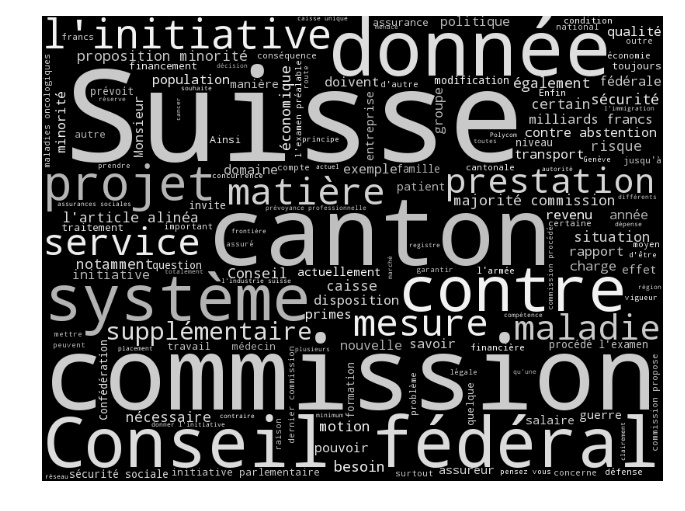 caisse unique
condition
francs
l'initiative
menace
assurance
politique
national
qualité
outre
proposition minorité
conséquence
donnée
économie
toujours
financement
décision
d'autre
modification
également
fédérale
maladies oncologiques
population
route
doivent
Enfin
prévoit
manière
certain
sécurité
réserve
souhaite
Suisse
groupe
l'immigration
minorité
Monsieur
cancer
économique
l'examen préalable
entreprise
milliards francs
autre
Ainsi
principe
Polycom
contre abstention
toutes
niveau
risque
Genève
transport
jusqu'à
prendre
domaine
compte
actuel
exemple
famille
cantonale
concurrence
autorité
projet
matière
patient
prestation
différents
assurances sociales
invite
prévoyance professionnelle
majorité commission
l'article alinéa
revenu
année
traitement
important
canton
certaine
dépense
frontière
service
assuré
situation
moyen
registre
rapport
d'être
notamment
question
Conseil
actuellement
l'armée
commission procédén
charge
effet
initiative
totalement
l'industrie suisse
marché
garantir
région
système
caisse
contre
vigueur
disposition
primes
compétence
supplémentaire
mesure
maladie
mettre
peuvent
placement
travail
médecin
plusieurs
nouvelle
savoir
financière
procédé l'examen
commission
Confédération
dernier commission
formation
problème
légale
quelque
qu'une
commission propose
nécessaire
contraire
minimun
motion
salaire
guerre
donner l'initiative
raison
pouvoir
clairement
Conseil fédéral
besoin
réseau
sécurité sociale
initiative parlementaire
surtout
assureur
pensez vous
concerne
défense